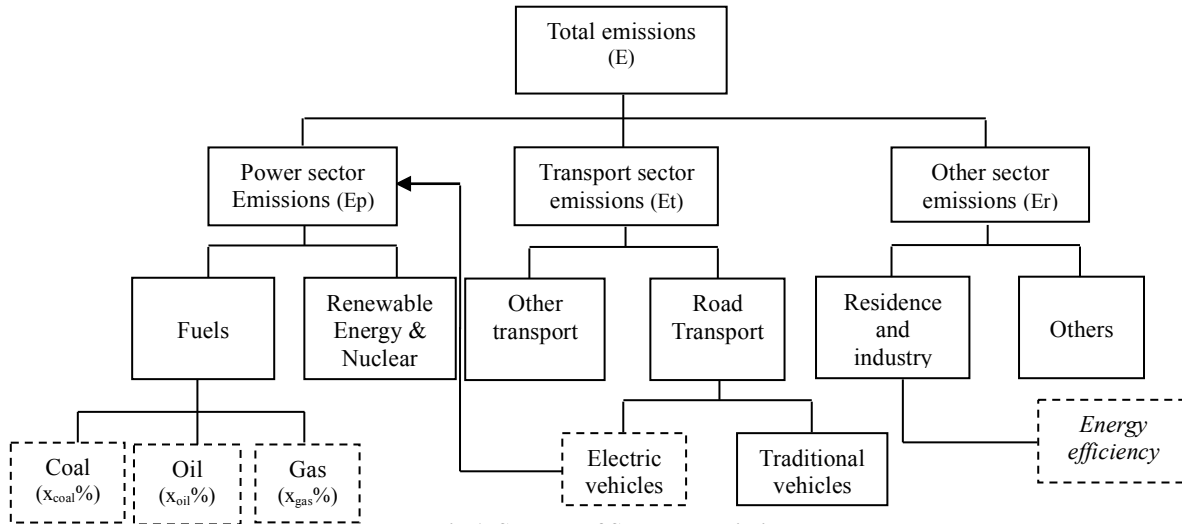 Total emissions
(E)
Power sector
Emissions (Ep)
Transport sector
emissions (Et)
Other sector
emissions (Er)
Fuels
Renewable
Energy &
Nuclear
Other
transport
Road
Transport
Residence
and
industry
Others
Coal
(xcoal%)
Oil
(xoil%)
Gas
(xgas%)
Electric
vehicles
Traditional
vehicles
Energy
efficiency